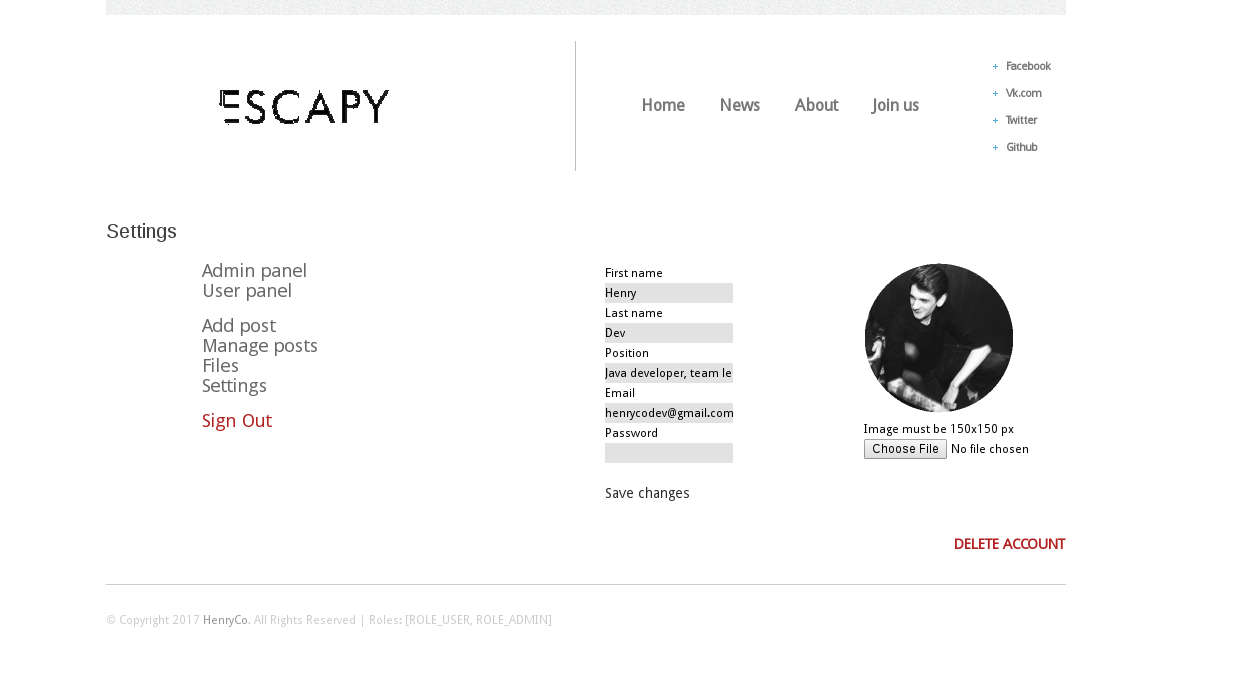 ESCAPY
Home News About Join us
Facebook
Vk.com
Twitter
Github
Settings
Admin panel
User panel
Add post
Manage posts
Files
Settings
Sign Out
First name
Henry
Last name
Dev
Position
Java developer, team le
Email
henrycodev@gmail.com
Password
Save changes
Image must be 150x150 px
Choose File No file chosen
DELETE ACCOUNT
© Copyright 2017 HenryCo. All Rights Reserved | Roles: [ROLE_USER, ROLE_ADMIN]